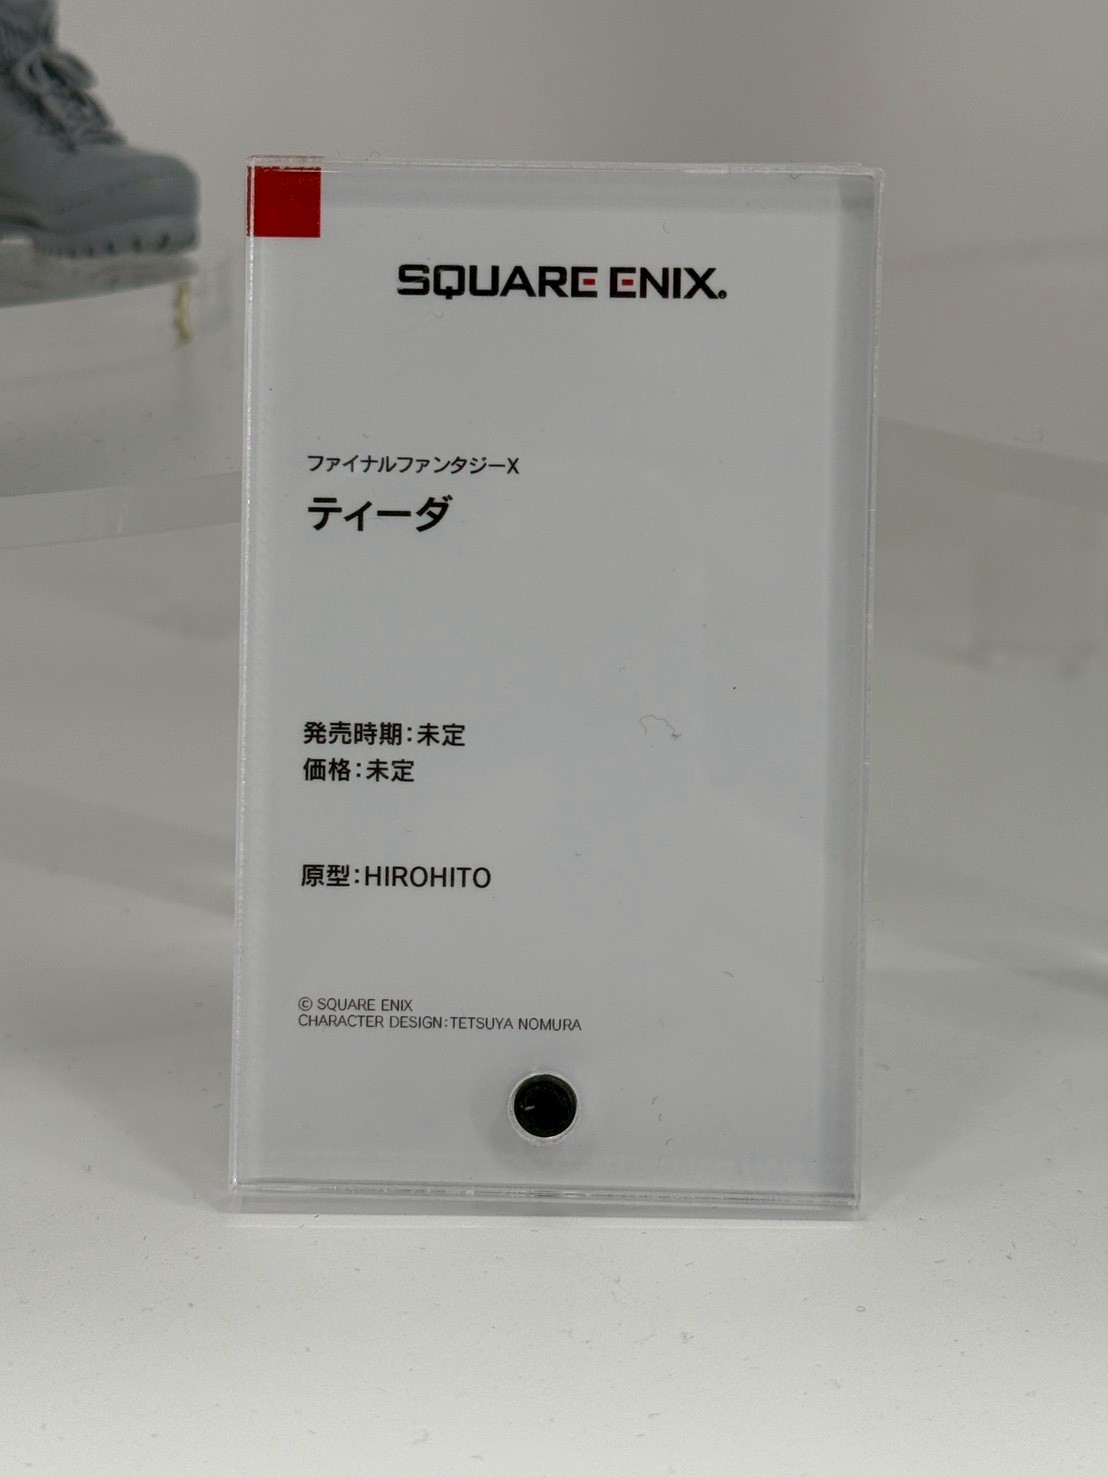 SQUARE ENIX®
ファイナルファンタジーX
ティーダ
発売時期：未定
価格：未定
原型：HIROHITO
© SQUARE ENIX
CHARACTER DESIGN：TETSUYA NOMURA